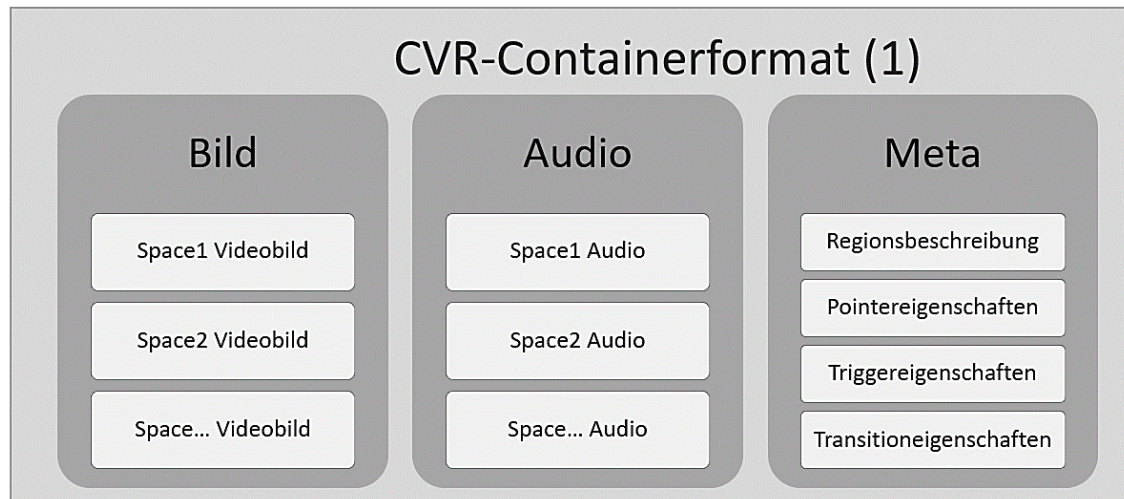 CVR-Containerformat (1)
Bild
Space1 Videobild
Space2 Videobild
Space... Videobild
Audio
Space1 Audio
Space2 Audio
Space... Audio
Meta
Regionsbeschreibung
Pointereigenschaften
Triggereigenschaften
Transitioneigenschaften